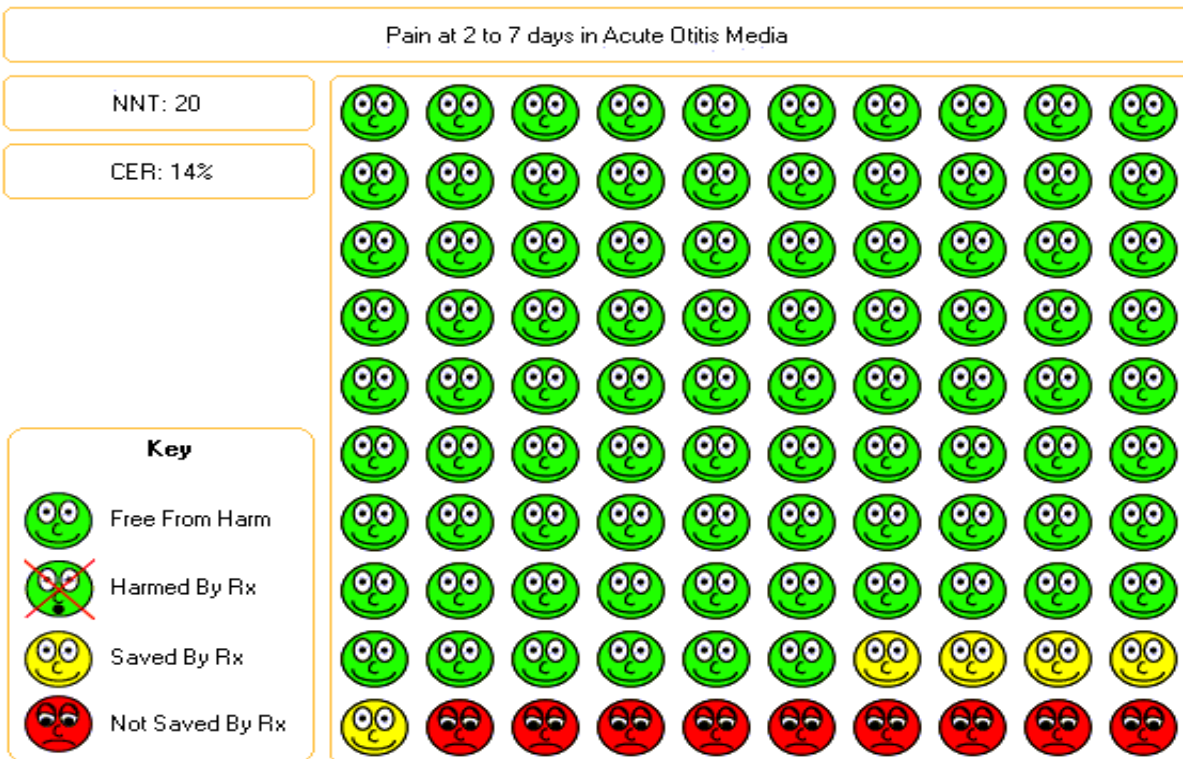 Pain at 2 to 7 days in Acute Otitis Media
NNT: 20
CER: 14%
Key
Free From Harm
Harmed By Rx
Saved By Rx
Not Saved By Rx